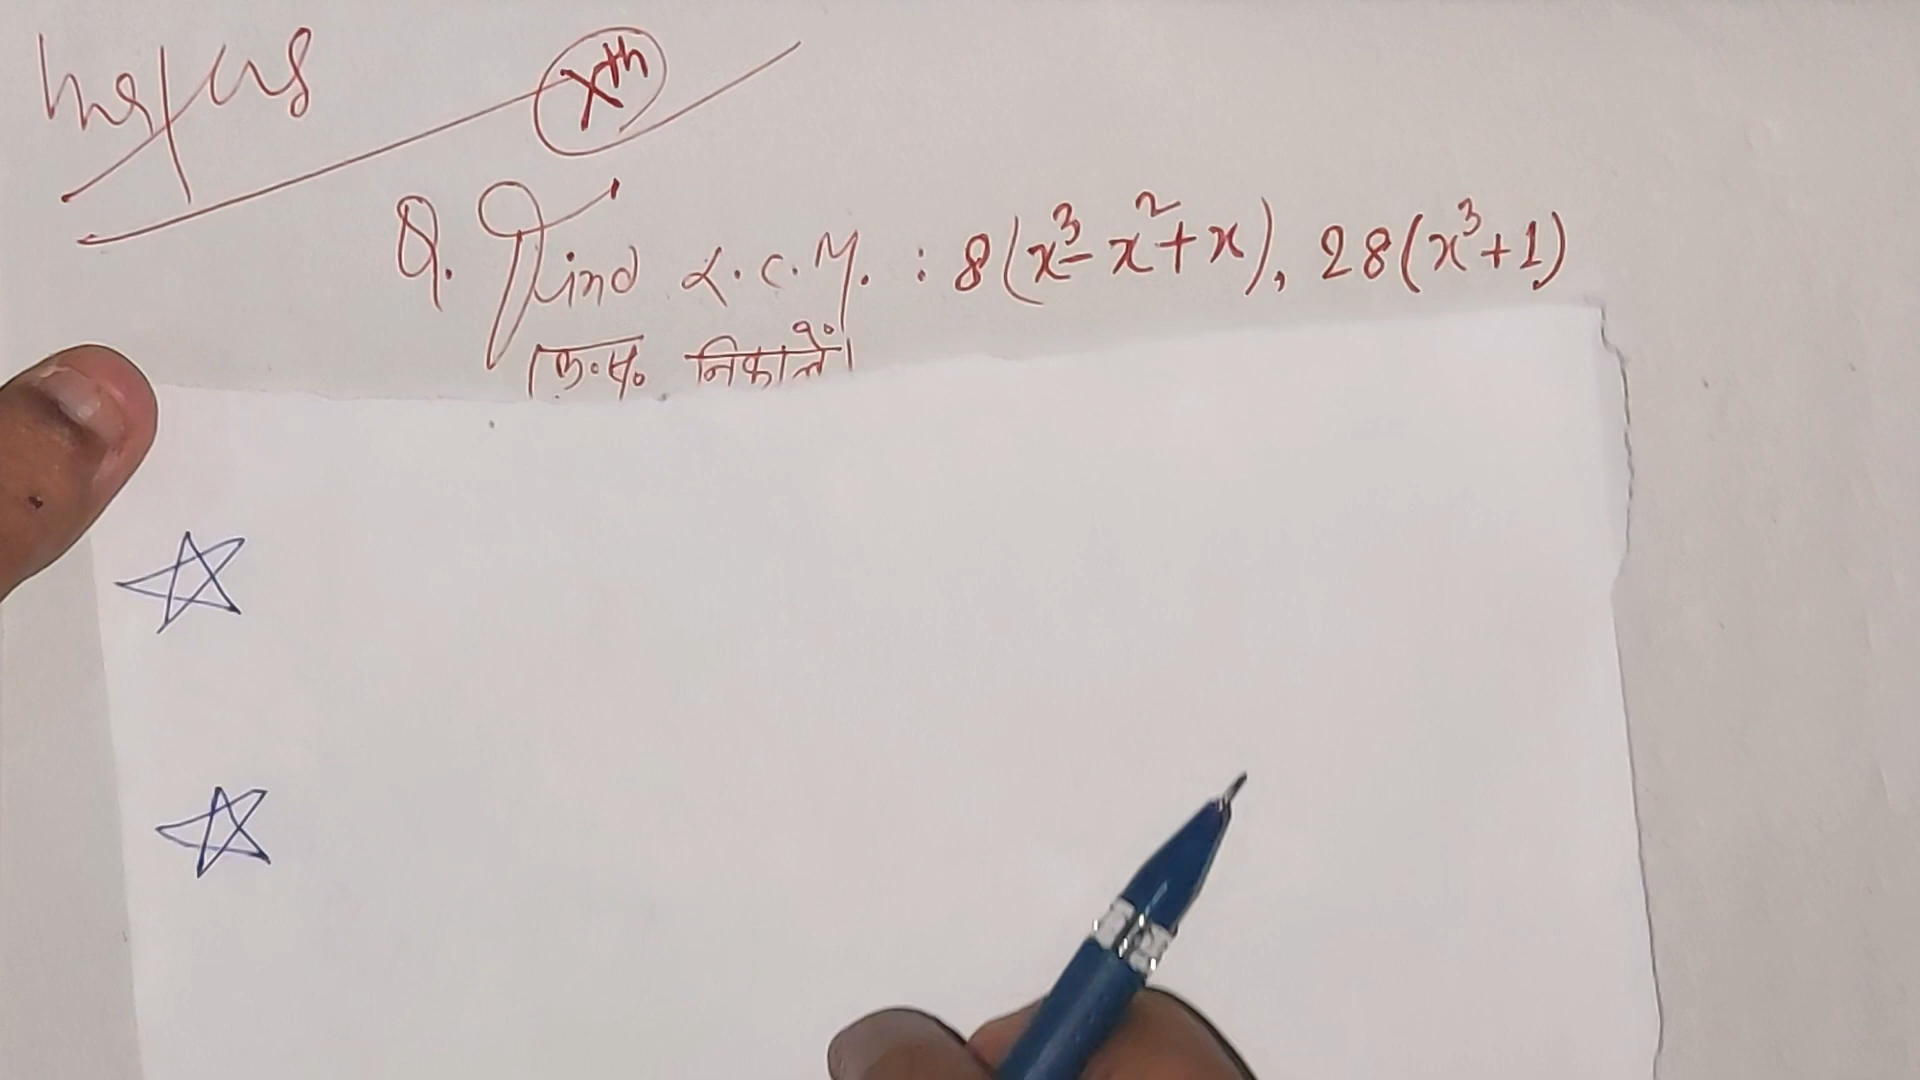 Xth
Q. Find L.C.M. : 8(x³-x²+x), 28(x³+1)
ल.स. निकालें।